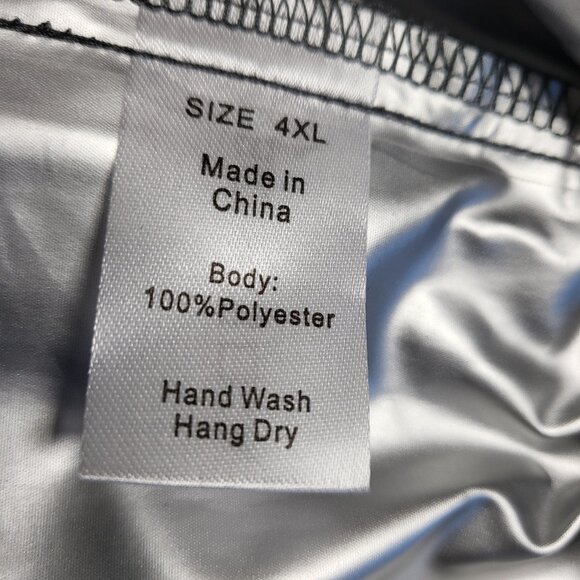 SIZE 4XL
Made in
China
Body:
100%Polyester
Hand Wash
Hang Dry